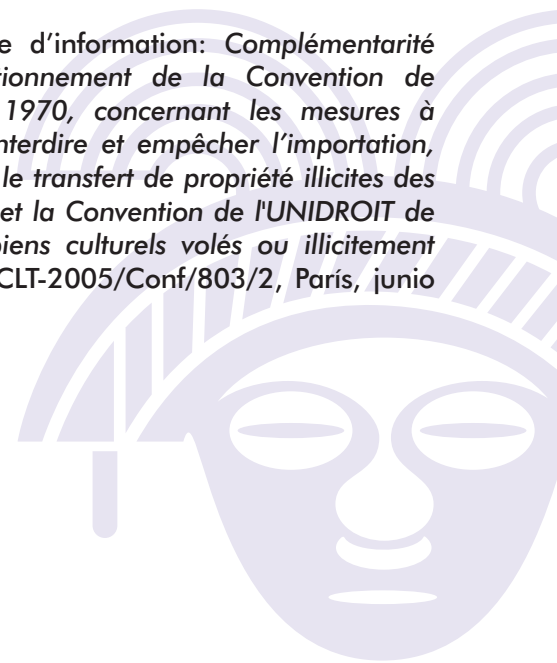 e d’information: Complémentarité
tionnement de la Convention de
1970, concernant les mesures à
nterdire et empêcher l’importation,
le transfert de propriété illicites des
et la Convention de l'UNIDROIT de
biens culturels volés ou illicitement
CLT-2005/Conf/803/2, París, junio